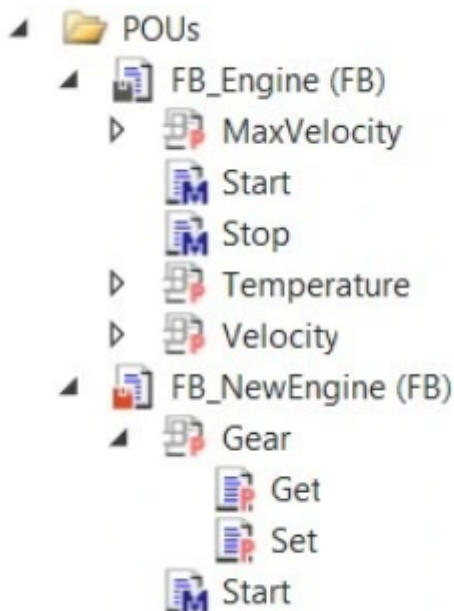 POUs
FB_Engine (FB)
MaxVelocity
Start
Stop
Temperature
Velocity
FB_NewEngine (FB)
Gear
Get
Set
Start